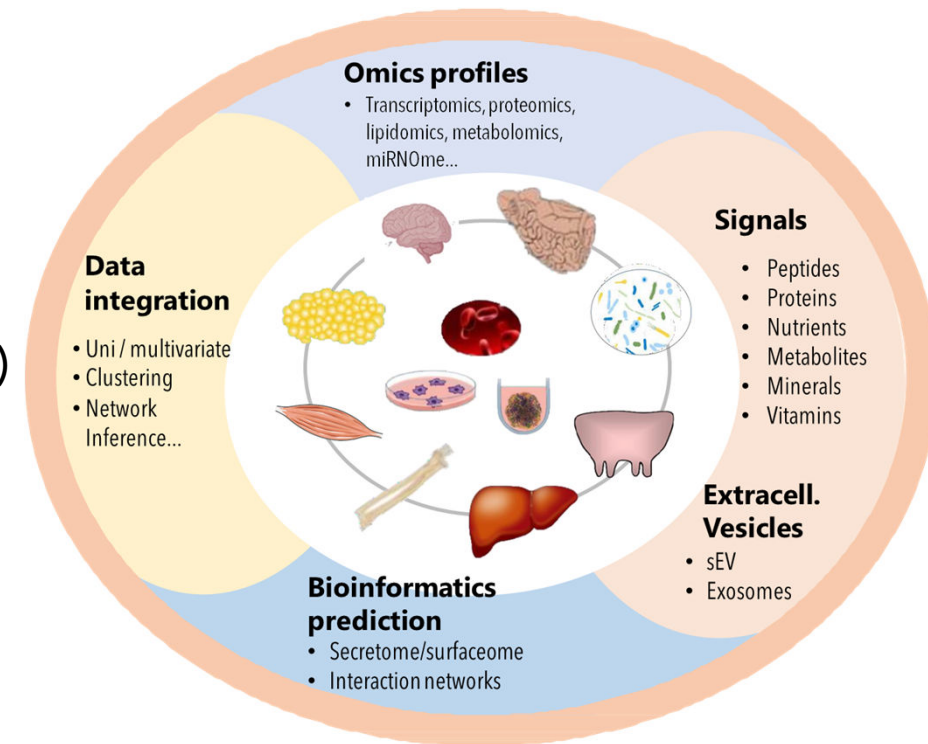 Omics profiles
• Transcriptomics, proteomics,
lipidomics, metabolomics,
miRNOme...
Signals
• Peptides
• Proteins
• Nutrients
• Metabolites
• Minerals
• Vitamins
Data
integration
• Uni / multivariate
• Clustering
• Network
Inference...
)
Extracell.
Vesicles
• sEV
• Exosomes
Bioinformatics
prediction
• Secretome/surfaceome
• Interaction networks